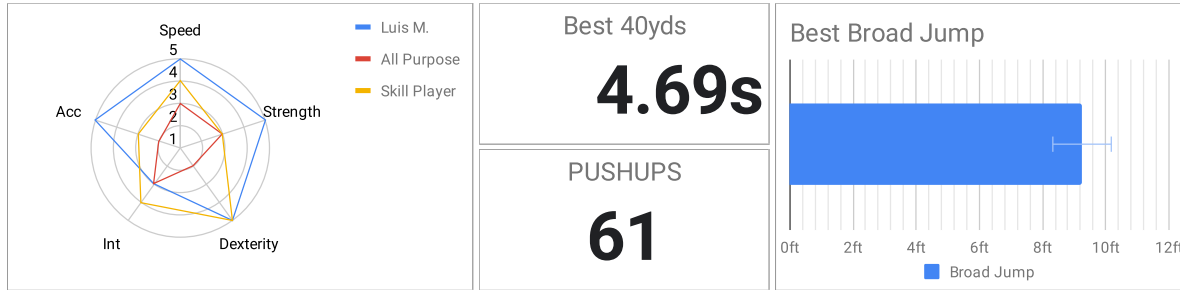 Speed
5
4
3
2
1
Acc
Strength
Int
Dexterity
Luis M.
All Purpose
Skill Player
Best 40yds
4.69s
PUSHUPS
61
Best Broad Jump
0ft 2ft 4ft 6ft 8ft 10ft 12ft
Broad Jump